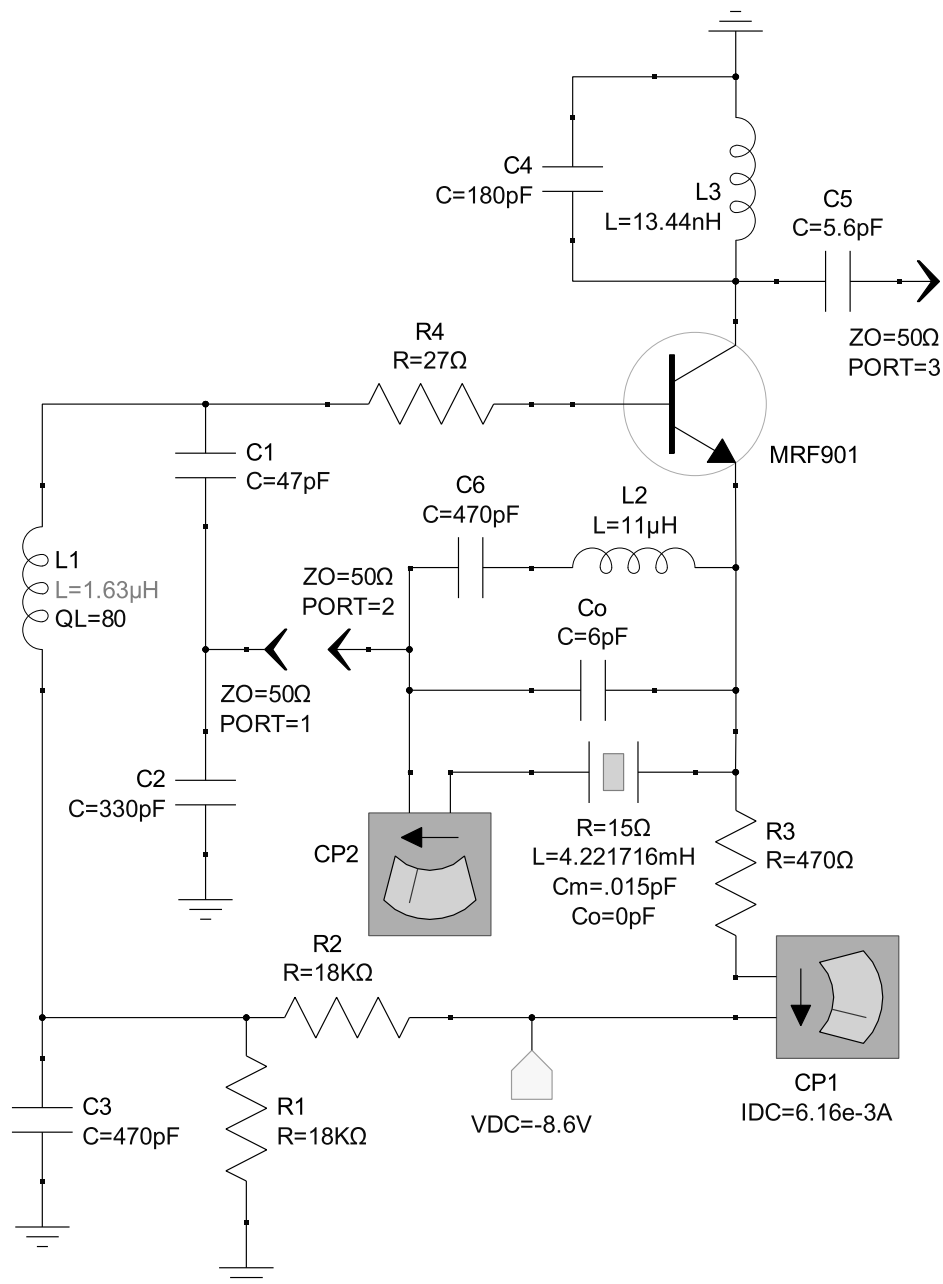 C4
C=180pF
L3
L=13.44nH
C5
C=5.6pF
ZO=50Ω
PORT=3
R4
R=27Ω
MRF901
C1
C=47pF
C6
C=470pF
L2
L=11µH
L1
L=1.63µH
QL=80
ZO=50Ω
PORT=2
Co
C=6pF
ZO=50Ω
PORT=1
C2
C=330pF
CP2
R=15Ω
L=4.221716mH
Cm=.015pF
Co=0pF
R3
R=470Ω
R2
R=18KΩ
CP1
IDC=6.16e-3A
VDC=-8.6V
C3
C=470pF
R1
R=18KΩ